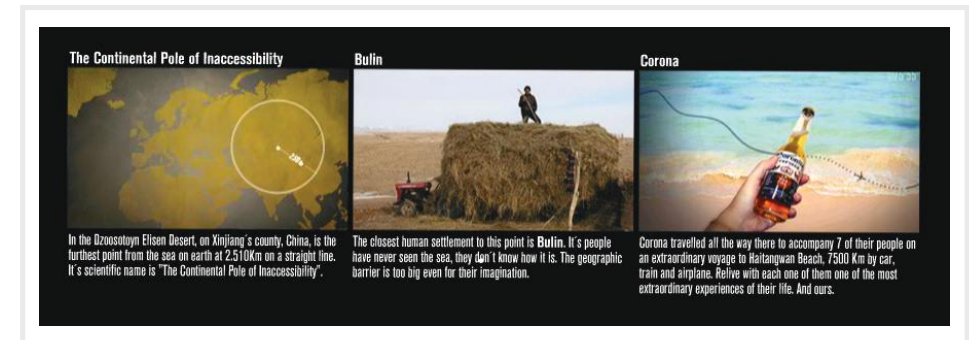 The Continental Pole of Inaccessibility
In the Dzoosotoyn Elisen Desert, on Xinjiang´s county, China, is the
furthest point from the sea on earth at 2.510Km on a straight line.
It´s scientific name is "The Continental Pole of Inaccessibility".
Bulin
The closest human settlement to this point is Bulin. It´s people
have never seen the sea, they don´t know how it is. The geographic
barrier is too big even for their imagination.
Corona
Corona
Corona travelled all the way there to accompany 7 of their people on
an extraordinary voyage to Haitangwan Beach, 7500 Km by car,
train and airplane. Relive with each one of them one of the most
extraordinary experiences of their life. And ours.